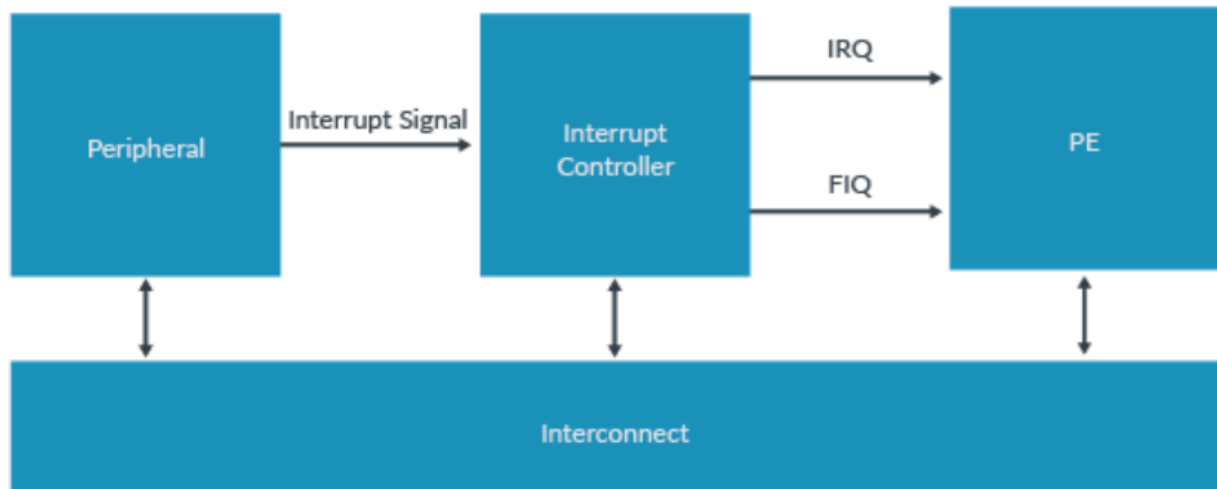 Peripheral
Interrupt Signal
Interrupt
Controller
IRQ
FIQ
PE
Interconnect